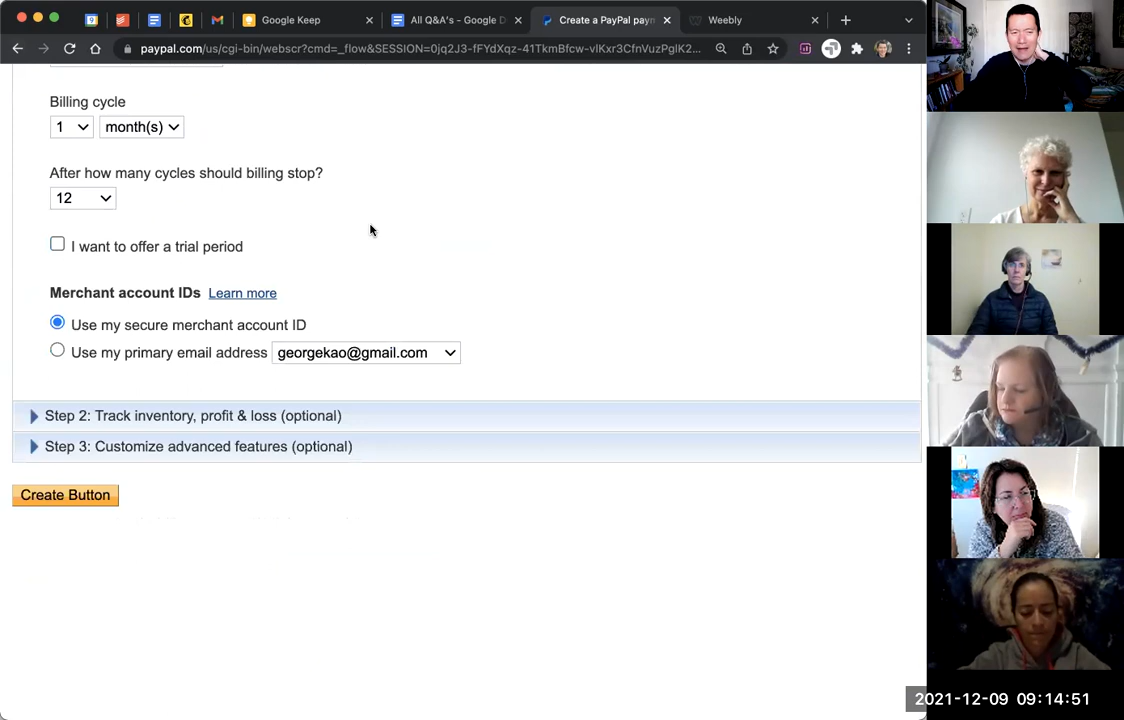 Google Keep
All Q&A's - Google D
Create a PayPal paym
Weebly
paypal.com/us/cgi-bin/webscr?cmd=_flow&SESSION=0jq2J3-fFYdXqz-41TkmBfcw-vlKxr3CfnVuzPglK2...
Billing cycle
1 month(s)
After how many cycles should billing stop?
12
I want to offer a trial period
Merchant account IDs Learn more
Use my secure merchant account ID
Use my primary email address georgekao@gmail.com
Step 2: Track inventory, profit & loss (optional)
Step 3: Customize advanced features (optional)
Create Button
2021-12-09 09:14:51